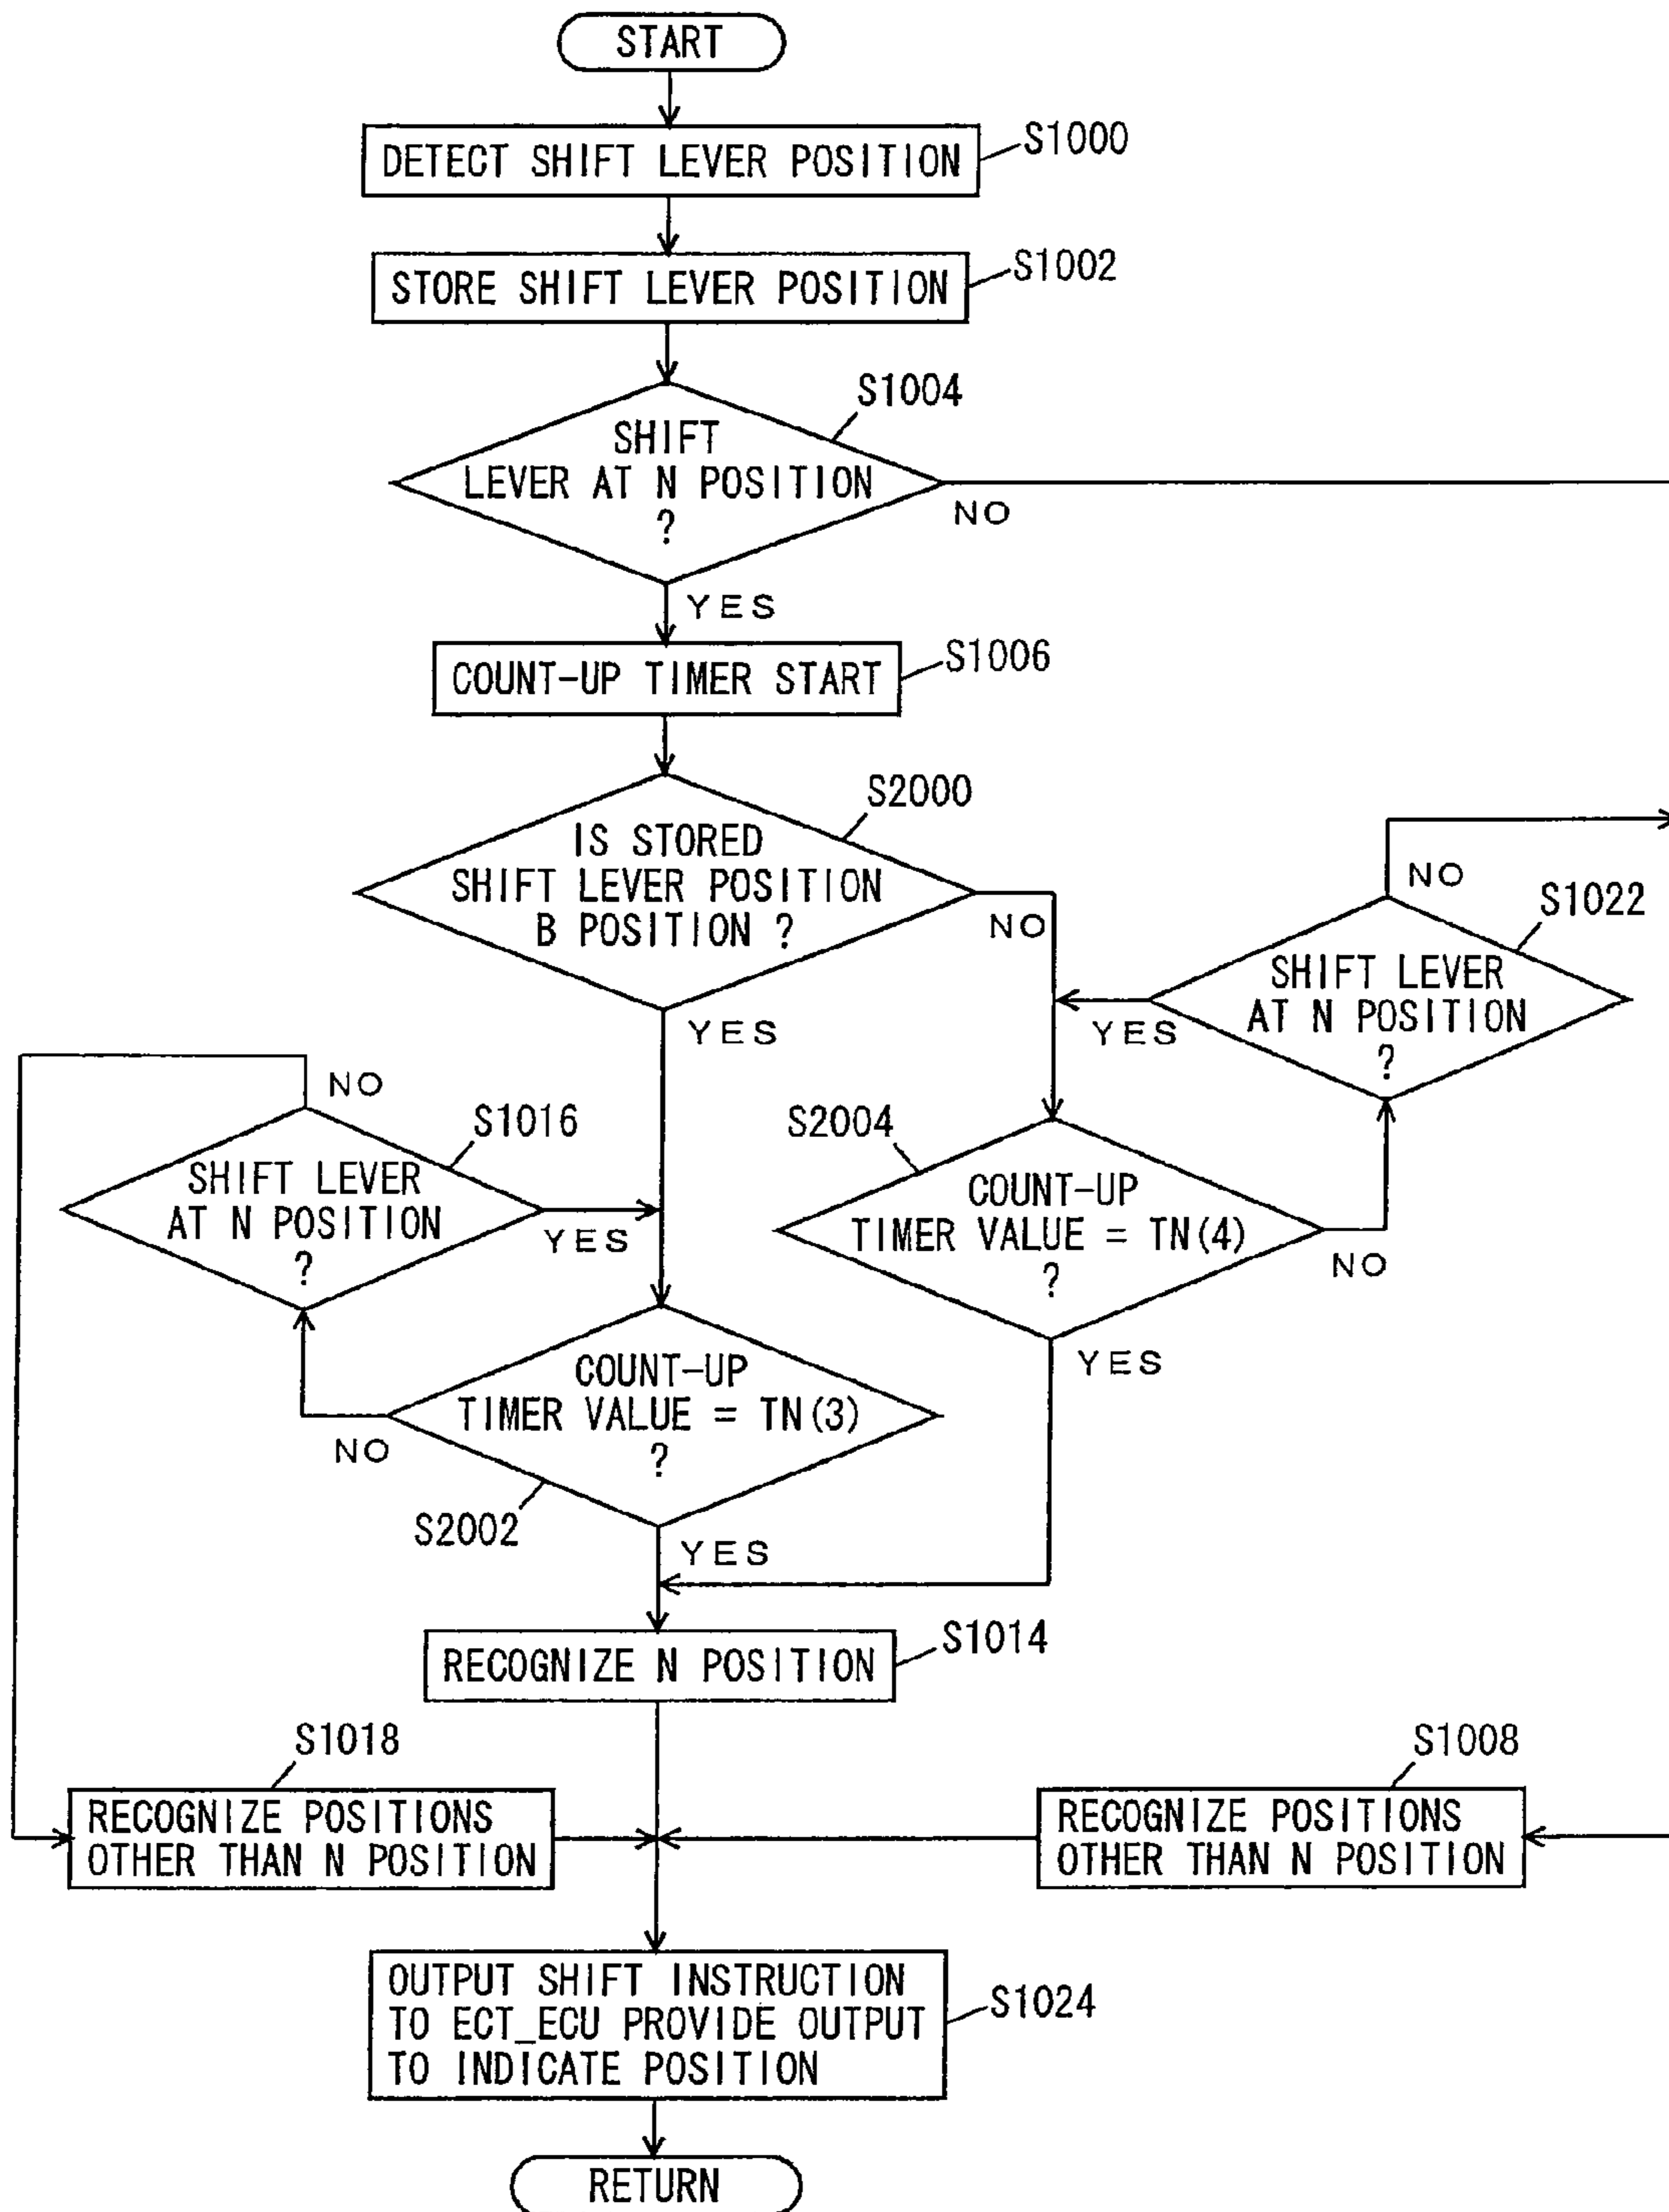 START
DETECT SHIFT LEVER POSITION
S1000
STORE SHIFT LEVER POSITION
S1002
S1004
SHIFT
LEVER AT N POSITION
?
NO
YES
COUNT-UP TIMER START
S1006
S2000
IS STORED
SHIFT LEVER POSITION
B POSITION ?
NO
YES
NO
S1022
SHIFT LEVER
AT N POSITION
?
YES
NO
S1016
SHIFT LEVER
AT N POSITION
?
YES
S2004
COUNT-UP
TIMER VALUE = TN(4)
?
NO
YES
COUNT-UP
TIMER VALUE = TN(3)
?
NO
S2002
YES
RECOGNIZE N POSITION
S1014
S1018
RECOGNIZE POSITIONS
OTHER THAN N POSITION
S1008
RECOGNIZE POSITIONS
OTHER THAN N POSITION
OUTPUT SHIFT INSTRUCTION
TO ECT_ECU PROVIDE OUTPUT
TO INDICATE POSITION
S1024
RETURN